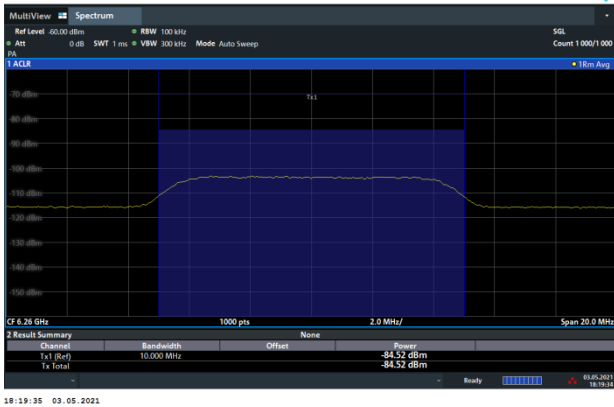 MultiView Spectrum
Ref Level -60.00 dBm RBW 100 kHz SGL
Att 0 dB SWT 1 ms VBW 300 kHz Mode Auto Sweep Count 1000/1000
PA
1 ACLR 1Rm Avg
-70 dBm
Tx1
-80 dBm
-90 dBm
-100 dBm
-110 dBm
-120 dBm
-130 dBm
-140 dBm
-150 dBm
CF 6.26 GHz 1000 pts 2.0 MHz/ Span 20.0 MHz
2 Result Summary None
Channel Bandwidth Offset Power
Tx1 (Ref) 10.000 MHz -84.52 dBm
Tx Total -84.52 dBm
Ready 03.05.2021
18:19:34
18:19:35 03.05.2021